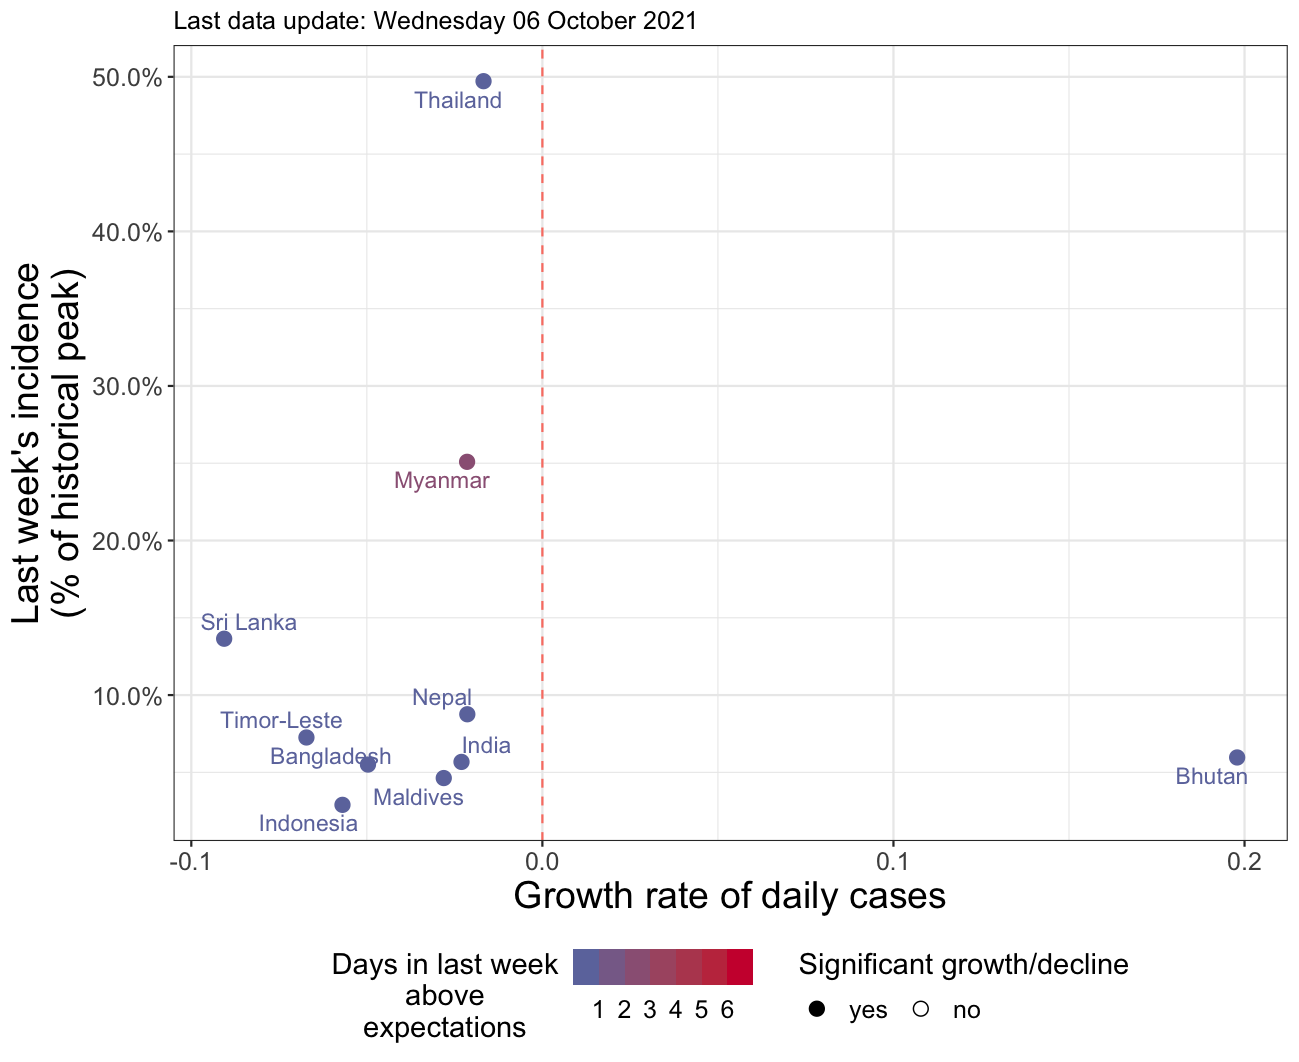 Last data update: Wednesday 06 October 2021
Last week's incidence
(% of historical peak)
50.0%
40.0%
30.0%
20.0%
10.0%
Thailand
Myanmar
Sri Lanka
Nepal
Timor-Leste
India
Bangladesh
Bhutan
Maldives
Indonesia
-0.1 0.0 0.1 0.2
Growth rate of daily cases
Days in last week
above
expectations
1 2 3 4 5 6
Significant growth/decline
yes no